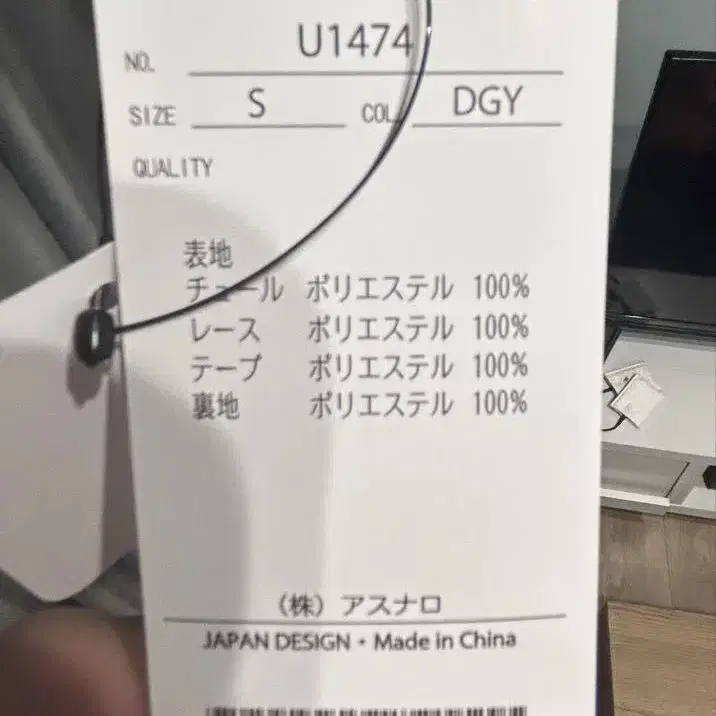 NO. U1474
SIZE S COL DGY
QUALITY
表地
チュール ポリエステル 100%
レース ポリエステル 100%
テープ ポリエステル 100%
裏地 ポリエステル 100%
（株）アスナロ
JAPAN DESIGN・Made in China